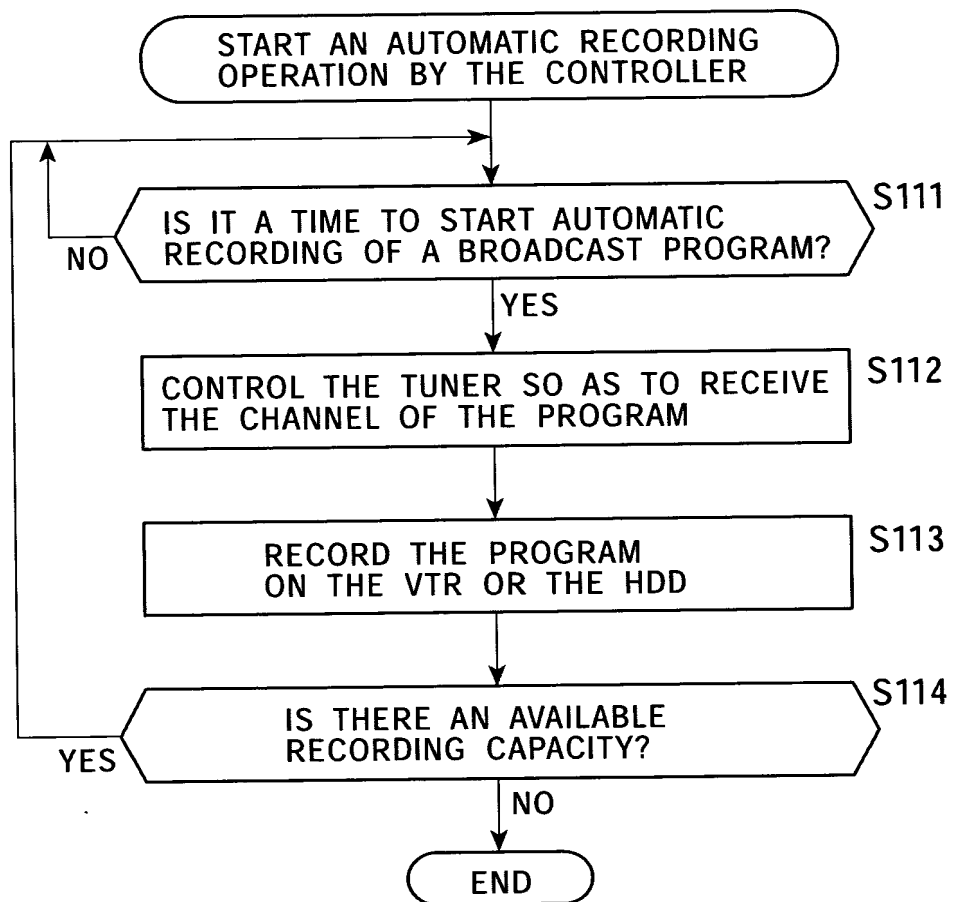 START AN AUTOMATIC RECORDING
OPERATION BY THE CONTROLLER
IS IT A TIME TO START AUTOMATIC
RECORDING OF A BROADCAST PROGRAM?
S111
NO
YES
CONTROL THE TUNER SO AS TO RECEIVE
THE CHANNEL OF THE PROGRAM
S112
RECORD THE PROGRAM
ON THE VTR OR THE HDD
S113
IS THERE AN AVAILABLE
RECORDING CAPACITY?
S114
YES
NO
END